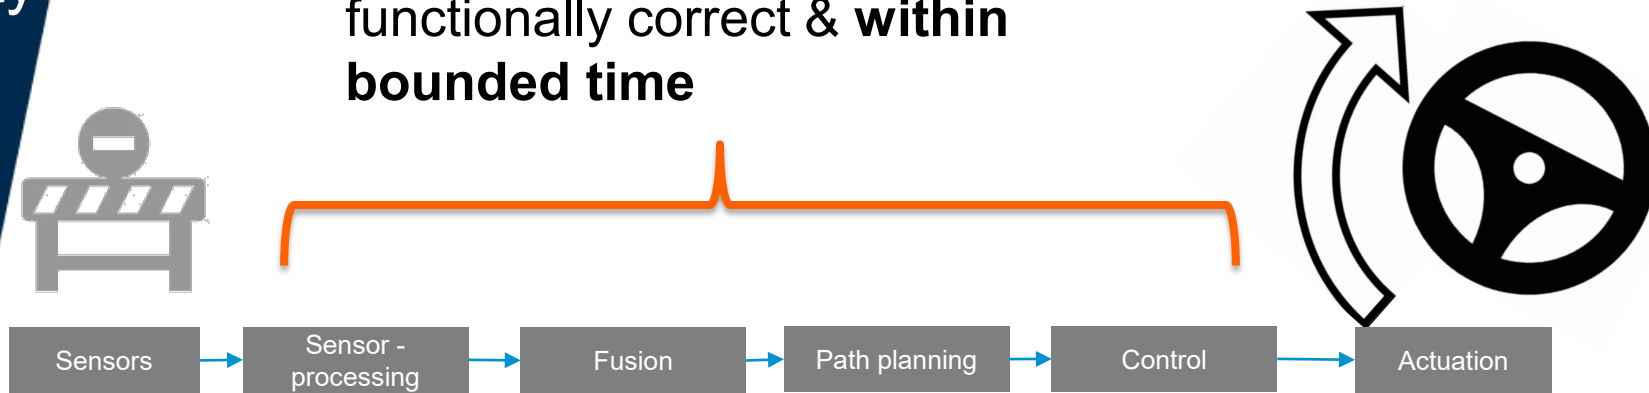 functionally correct & within
bounded time
Sensors
Sensor -
processing
Fusion
Path planning
Control
Actuation